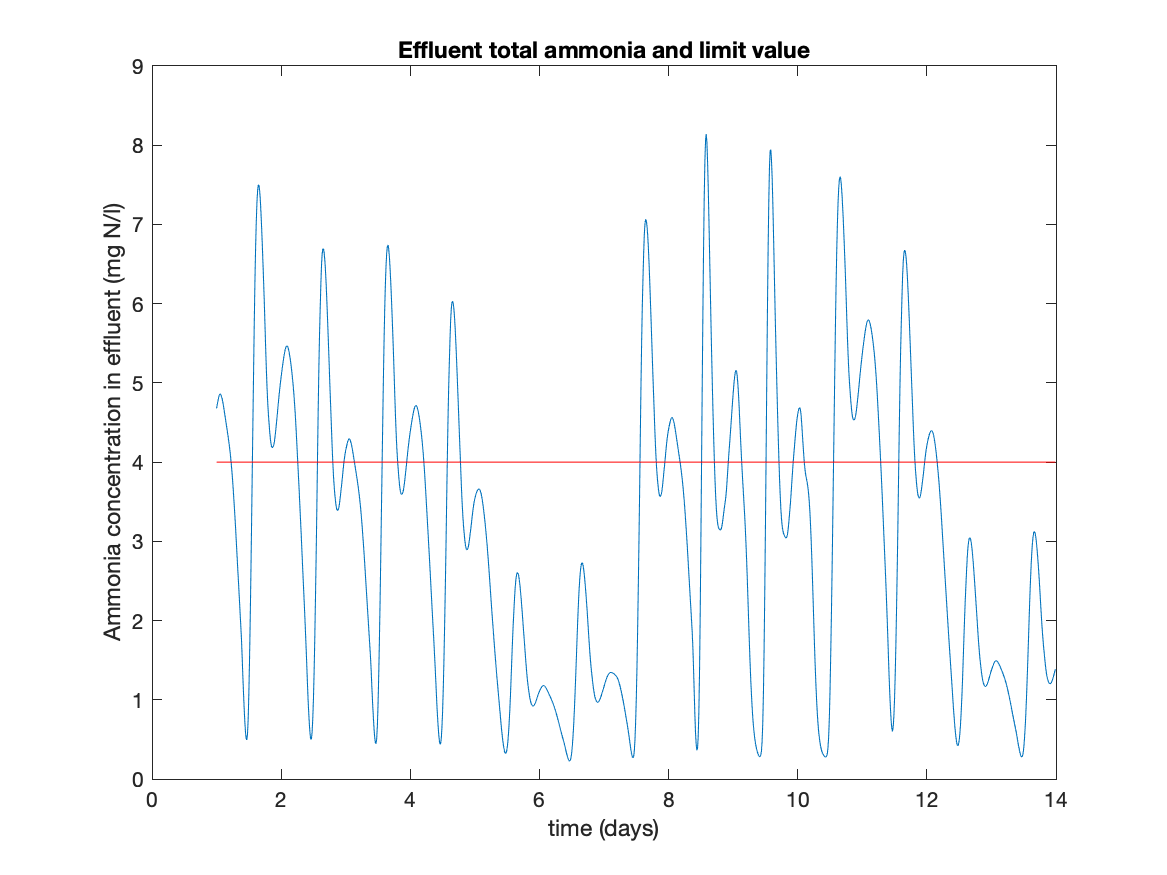 Effluent total ammonia and limit value
9
8
7
6
5
4
3
2
1
0
Ammonia concentration in effluent (mg N/l)
0 2 4 6 8 10 12 14
time (days)